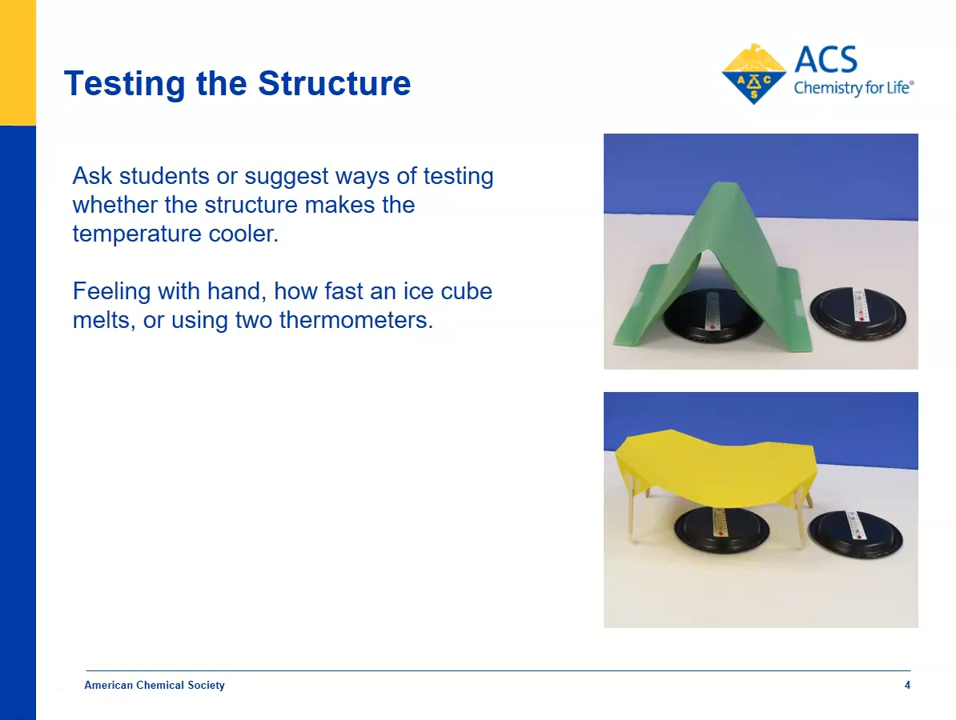 Testing the Structure
A C S
ACS
Chemistry for Life®
Ask students or suggest ways of testing
whether the structure makes the
temperature cooler.
Feeling with hand, how fast an ice cube
melts, or using two thermometers.
American Chemical Society
4